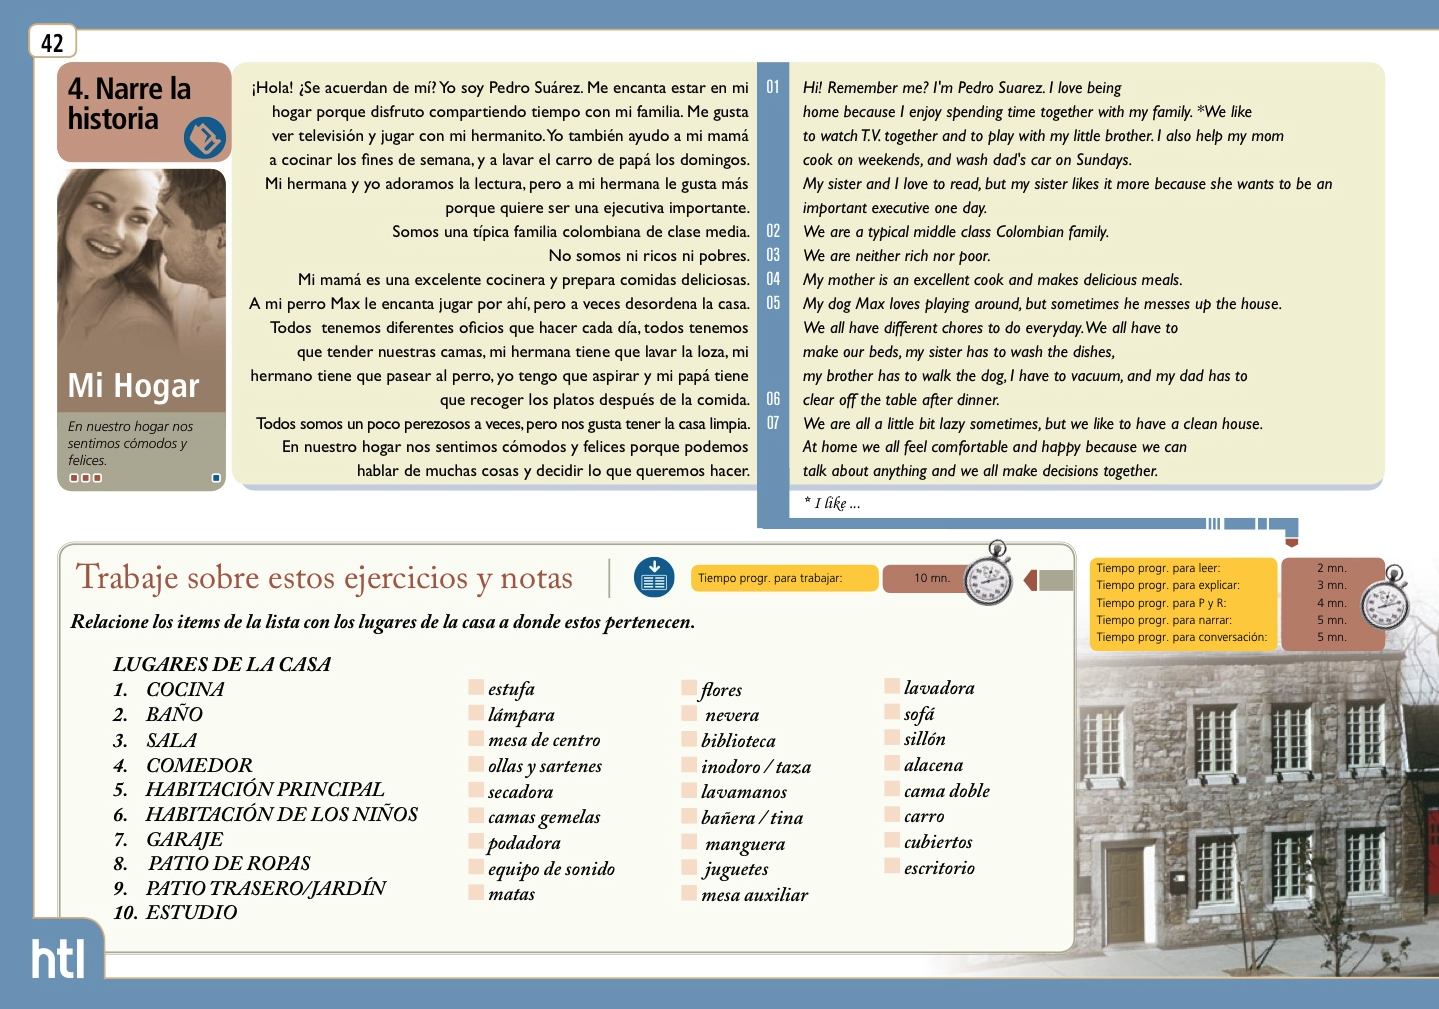 42
4. Narre la
historia
Mi Hogar
En nuestro hogar nos
sentimos cómodos y
felices.
¡Hola! ¿Se acuerdan de mí? Yo soy Pedro Suárez. Me encanta estar en mi
hogar porque disfruto compartiendo tiempo con mi familia. Me gusta
ver televisión y jugar con mi hermanito. Yo también ayudo a mi mamá
a cocinar los fines de semana, y a lavar el carro de papá los domingos.
Mi hermana y yo adoramos la lectura, pero a mi hermana le gusta más
porque quiere ser una ejecutiva importante.
Somos una típica familia colombiana de clase media.
No somos ni ricos ni pobres.
Mi mamá es una excelente cocinera y prepara comidas deliciosas.
A mi perro Max le encanta jugar por ahí, pero a veces desordena la casa.
Todos tenemos diferentes oficios que hacer cada día, todos tenemos
que tender nuestras camas, mi hermana tiene que lavar la loza, mi
hermano tiene que pasear al perro, yo tengo que aspirar y mi papá tiene
que recoger los platos después de la comida.
Todos somos un poco perezosos a veces, pero nos gusta tener la casa limpia.
En nuestro hogar nos sentimos cómodos y felices porque podemos
hablar de muchas cosas y decidir lo que queremos hacer.
01
02
03
04
05
06
07
Hi! Remember me? I'm Pedro Suarez. I love being
home because I enjoy spending time together with my family. *We like
to watch T.V. together and to play with my little brother. I also help my mom
cook on weekends, and wash dad's car on Sundays.
My sister and I love to read, but my sister likes it more because she wants to be an
important executive one day.
We are a typical middle class Colombian family.
We are neither rich nor poor.
My mother is an excellent cook and makes delicious meals.
My dog Max loves playing around, but sometimes he messes up the house.
We all have different chores to do everyday. We all have to
make our beds, my sister has to wash the dishes,
my brother has to walk the dog, I have to vacuum, and my dad has to
clear off the table after dinner.
We are all a little bit lazy sometimes, but we like to have a clean house.
At home we all feel comfortable and happy because we can
talk about anything and we all make decisions together.
* I like ...
Trabaje sobre estos ejercicios y notas
Tiempo progr. para trabajar: 10 mn.
Tiempo progr. para leer: 2 mn.
Tiempo progr. para explicar: 3 mn.
Tiempo progr. para P y R: 4 mn.
Tiempo progr. para narrar: 5 mn.
Tiempo progr. para conversación: 5 mn.
Relacione los items de la lista con los lugares de la casa a donde estos pertenecen.
LUGARES DE LA CASA
1. COCINA
2. BAÑO
3. SALA
4. COMEDOR
5. HABITACIÓN PRINCIPAL
6. HABITACIÓN DE LOS NIÑOS
7. GARAJE
8. PATIO DE ROPAS
9. PATIO TRASERO/JARDÍN
10. ESTUDIO
estufa
lámpara
mesa de centro
ollas y sartenes
secadora
camas gemelas
podadora
equipo de sonido
matas
flores
nevera
biblioteca
inodoro / taza
lavamanos
bañera / tina
manguera
juguetes
mesa auxiliar
lavadora
sofá
sillón
alacena
cama doble
carro
cubiertos
escritorio
htl